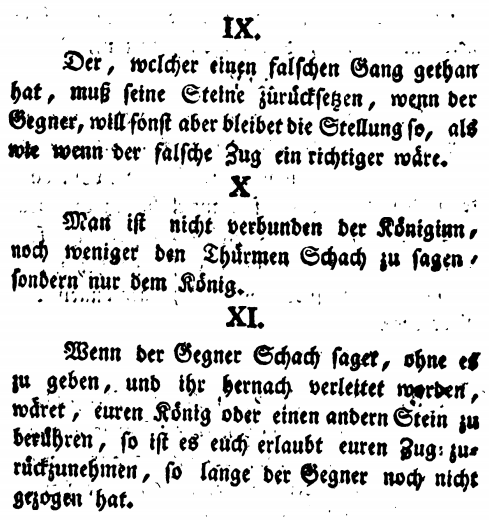 IX.
Der, welcher einen falschen Gang gethan
hat, muß seine Steine zurücksetzen, wenn der
Gegner, will sonst aber bleibet die Stellung so, als
wie wenn der falsche Zug ein richtiger wäre.
X
Man ist nicht verbunden der Königinn,
noch weniger den Thürmen Schach zu sagen,
sondern nur dem König.
XI.
Wenn der Gegner Schach saget, ohne es
zu geben, und ihr hernach verleitet worden,
wäret, euren König oder einen andern Stein zu
berühren, so ist es euch erlaubt euren Zug zu-
rückzunehmen, so lange der Gegner noch nicht
gezogen hat.